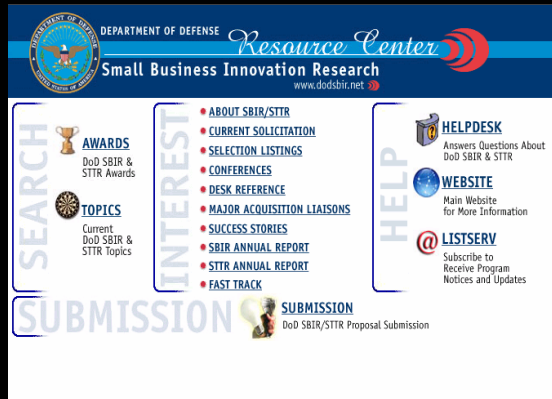 DEPARTMENT OF DEFENSE
Resource Center
Small Business Innovation Research
www.dodsbir.net
SEARCH
AWARDS
DoD SBIR &
STTR Awards
TOPICS
Current
DoD SBIR &
STTR Topics
INTEREST
ABOUT SBIR/STTR
CURRENT SOLICITATION
SELECTION LISTINGS
CONFERENCES
DESK REFERENCE
MAJOR ACQUISITION LIAISONS
SUCCESS STORIES
SBIR ANNUAL REPORT
STTR ANNUAL REPORT
FAST TRACK
HELP
HELPDESK
Answers Questions About
DoD SBIR & STTR
WEBSITE
Main Website
for More Information
@ LISTSERV
Subscribe to
Receive Program
Notices and Updates
SUBMISSION
SUBMISSION
DoD SBIR/STTR Proposal Submission